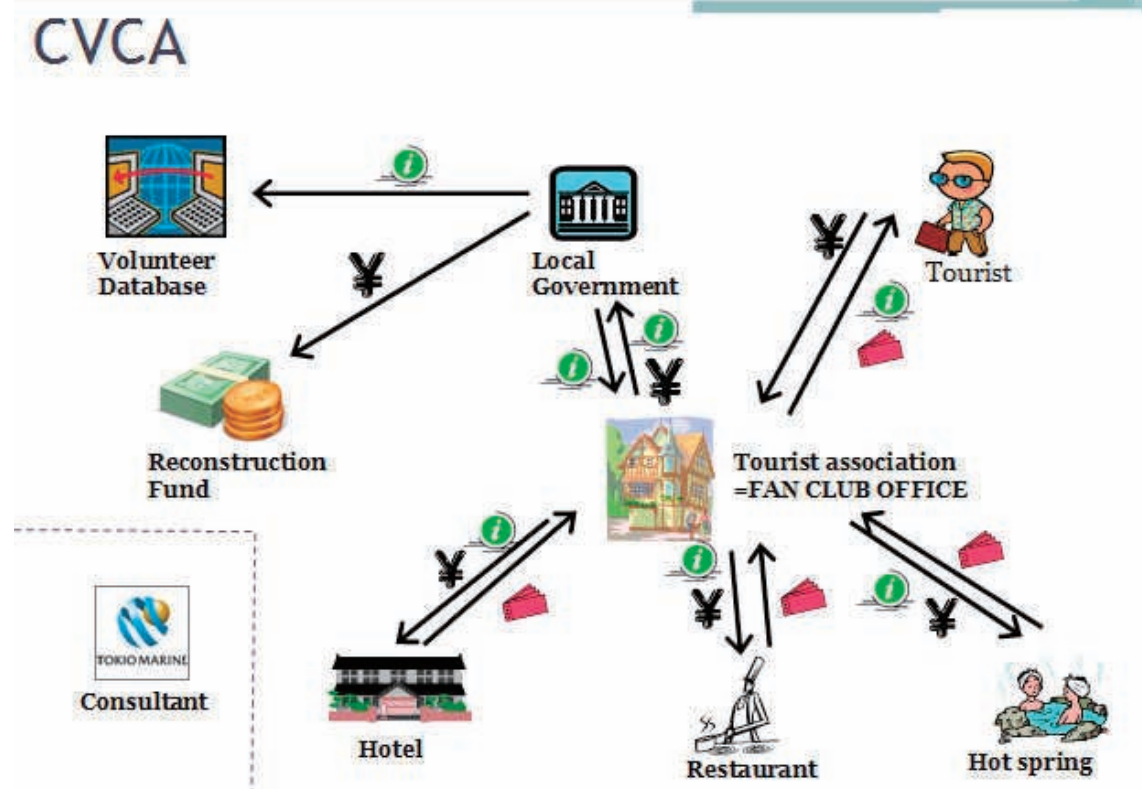 CVCA
Volunteer
Database
¥
Local
Government
¥
Tourist
i
i
i
i
¥
Reconstruction
Fund
Tourist association
=FAN CLUB OFFICE
i
¥
i
¥
i
¥
TOKIO MARINE
Consultant
Hotel
Restaurant
Hot spring